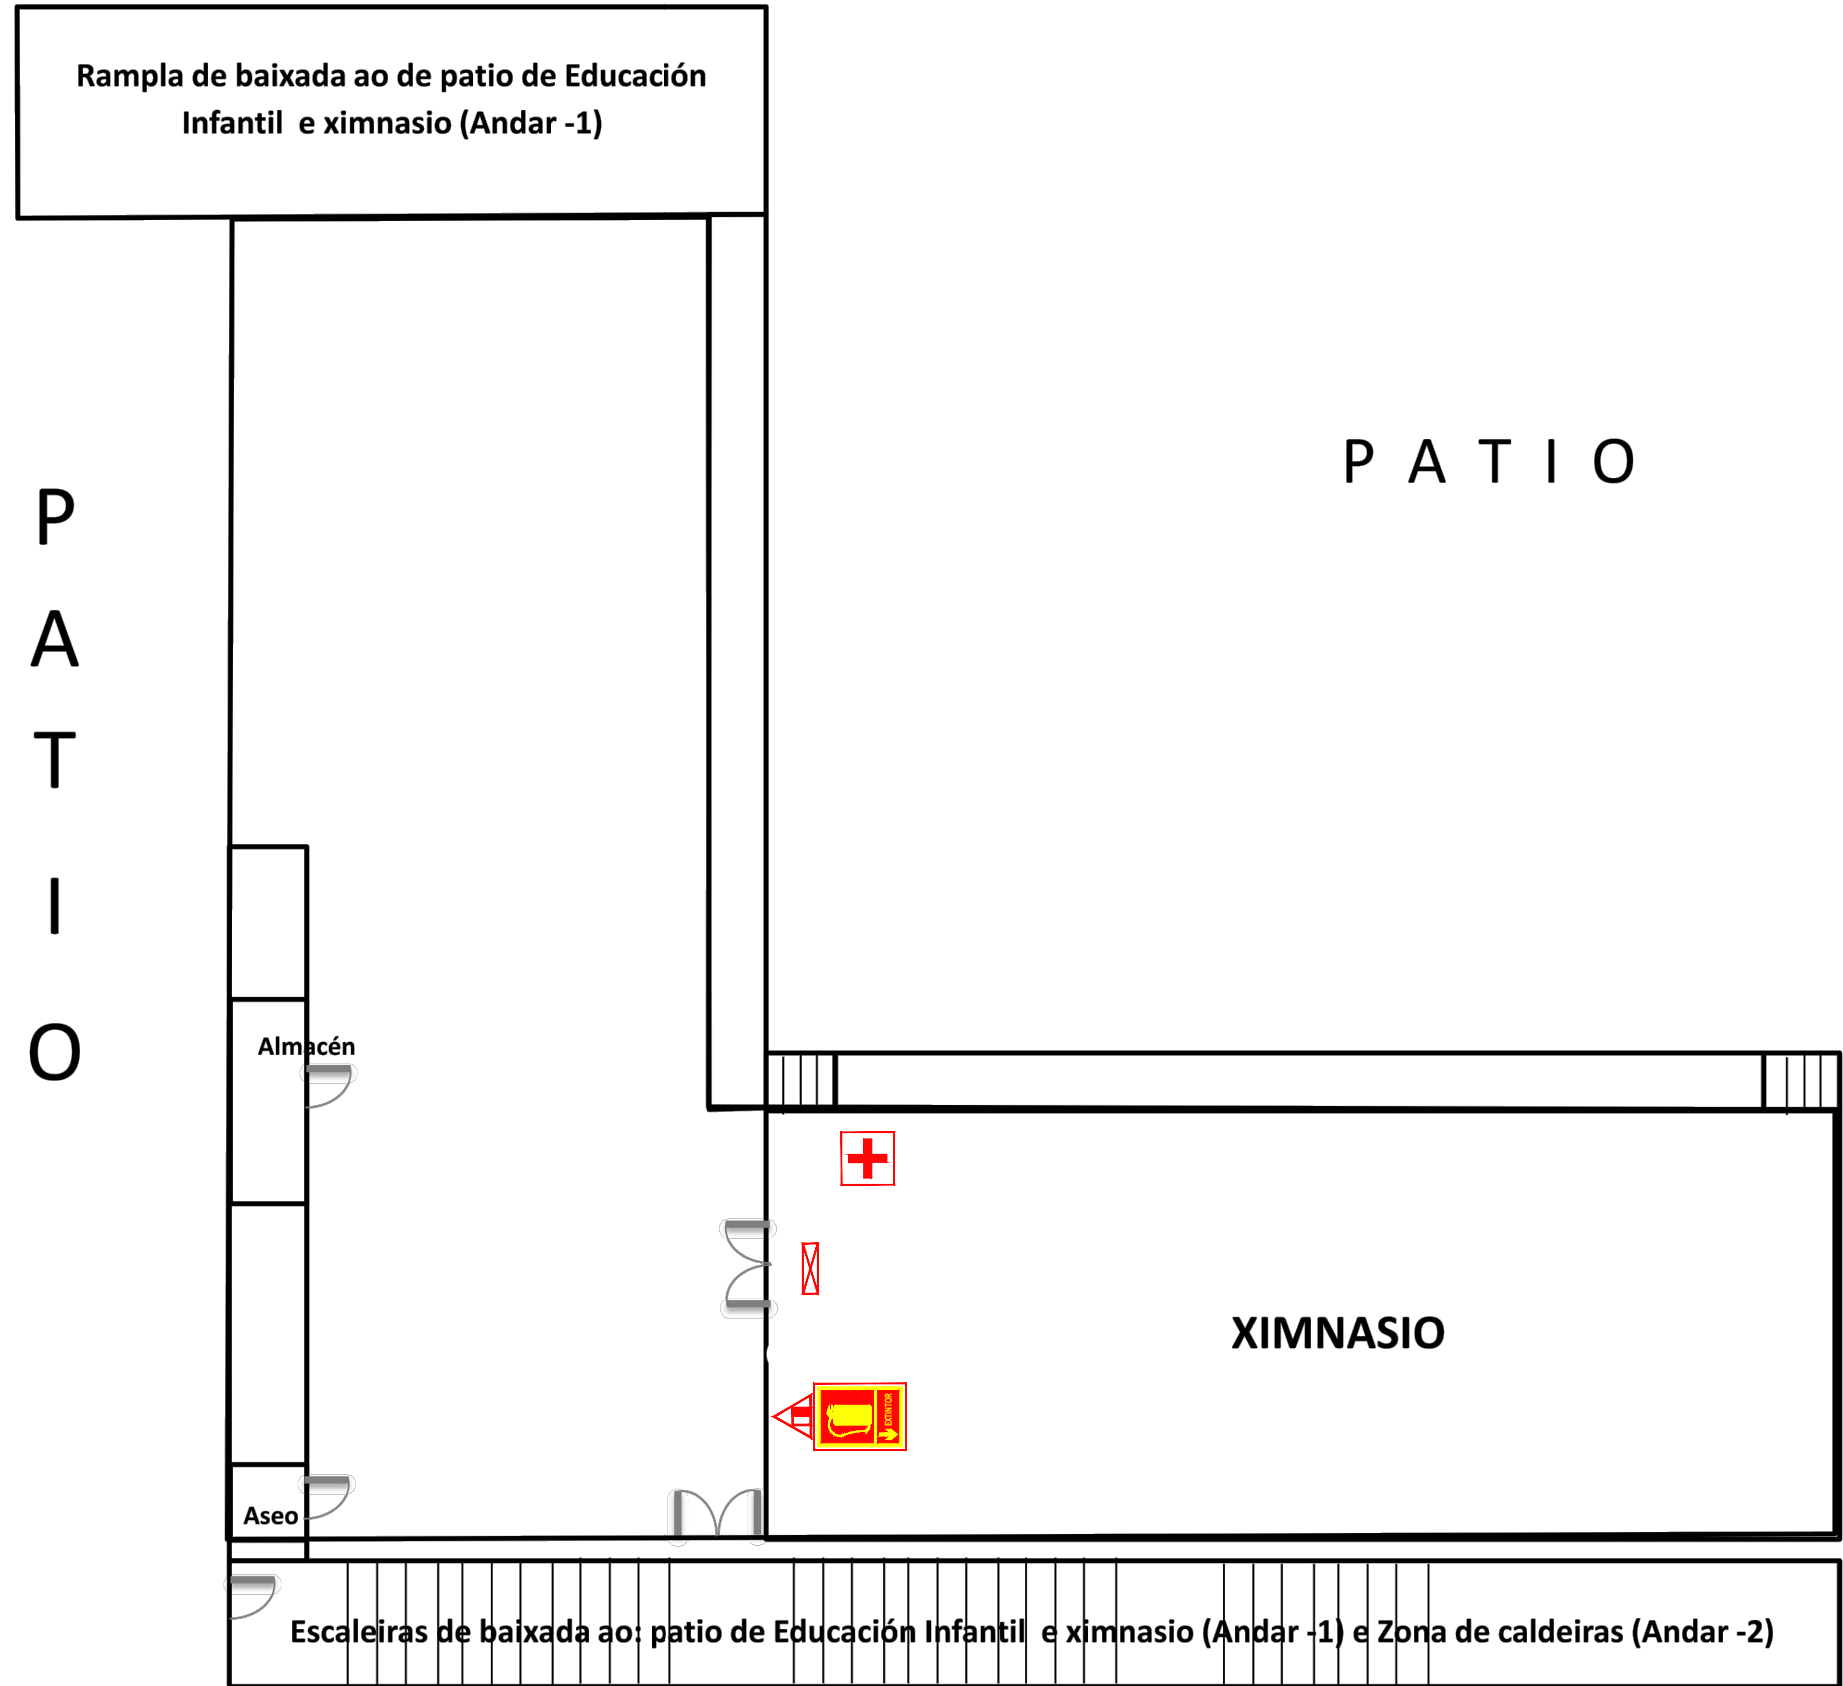 Rampla de baixada ao de patio de Educación
Infantil e ximnasio (Andar -1)
P A T I O
P
A
T
I
O
Almacén
XIMNASIO
EXTINTOR
Aseo
Escaleiras de baixada ao: patio de Educación Infantil e ximnasio (Andar -1) e Zona de caldeiras (Andar -2)